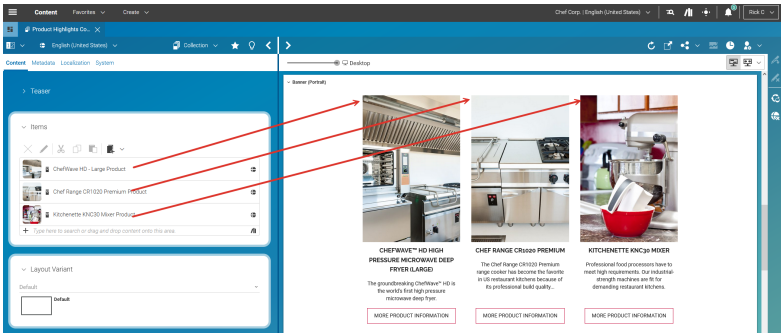 Content Favorites Create Chef Corp. | English (United States) Rick C
Product Highlights Co...
English (United States) Collection
Content Metadata Localization System Desktop
Teaser
Banner (Portrait)
Items
ChefWave HD - Large Product
Chef Range CR1020 Premium Product
Kitchenette KNC30 Mixer Product
Type here to search or drag and drop content onto this area.
Layout Variant
Default
Default
CHEFWAVE™ HD HIGH
PRESSURE MICROWAVE DEEP
FRYER (LARGE)
The groundbreaking ChefWave™ HD is
the world's first high pressure
microwave deep fryer.
MORE PRODUCT INFORMATION
CHEF RANGE CR1020 PREMIUM
The Chef Range CR1020 Premium
range cooker has become the favorite
in US restaurant kitchens because of
its professional build quality...
MORE PRODUCT INFORMATION
KITCHENETTE KNC30 MIXER
Professional food processors have to
meet high requirements. Our industrial-
strength machines are fit for
demanding restaurant kitchens.
MORE PRODUCT INFORMATION